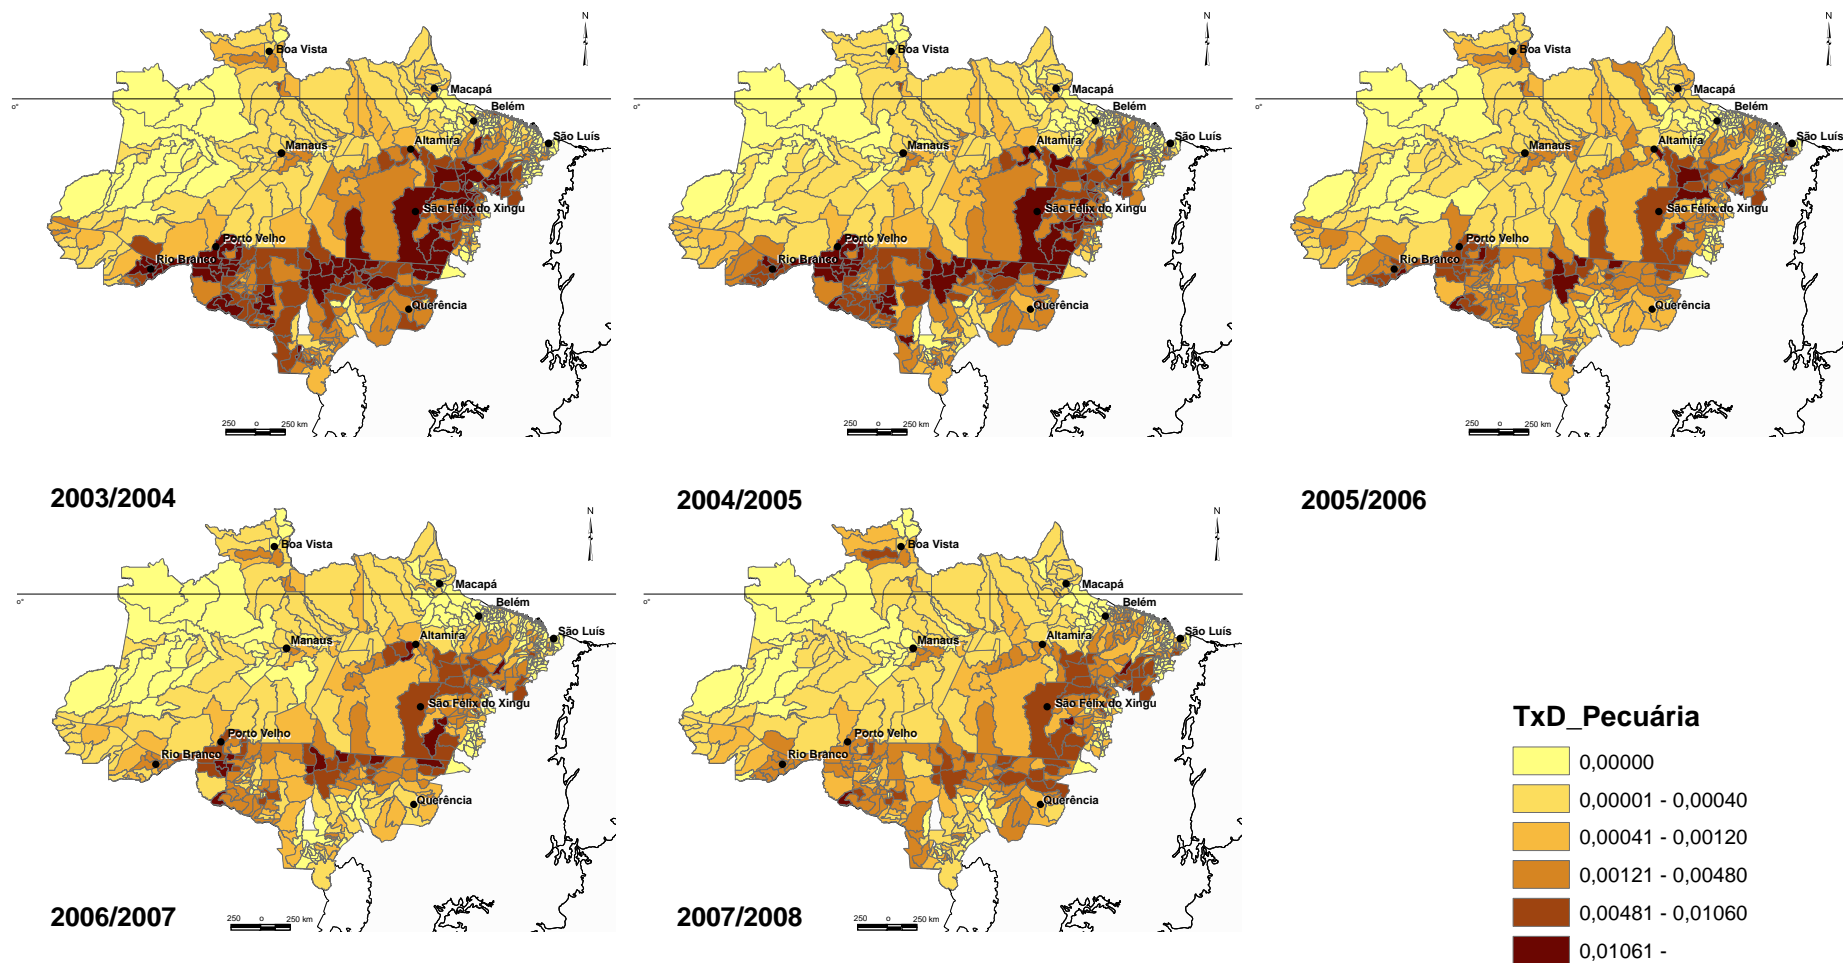 N
Boa Vista
0°
Macapá
Belém
São Luís
Manaus
Altamira
São Félix do Xingu
Porto Velho
Rio Branco
Querência
250 0 250 km
2003/2004
N
Boa Vista
0°
Macapá
Belém
São Luís
Manaus
Altamira
São Félix do Xingu
Porto Velho
Rio Branco
Querência
250 0 250 km
2004/2005
N
Boa Vista
0°
Macapá
Belém
São Luís
Manaus
Altamira
São Félix do Xingu
Porto Velho
Rio Branco
Querência
250 0 250 km
2005/2006
N
Boa Vista
0°
Macapá
Belém
São Luís
Manaus
Altamira
São Félix do Xingu
Porto Velho
Rio Branco
Querência
250 0 250 km
2006/2007
N
Boa Vista
0°
Macapá
Belém
São Luís
Manaus
Altamira
São Félix do Xingu
Porto Velho
Rio Branco
Querência
250 0 250 km
2007/2008
TxD_Pecuária
0,00000
0,00001 - 0,00040
0,00041 - 0,00120
0,00121 - 0,00480
0,00481 - 0,01060
0,01061 -